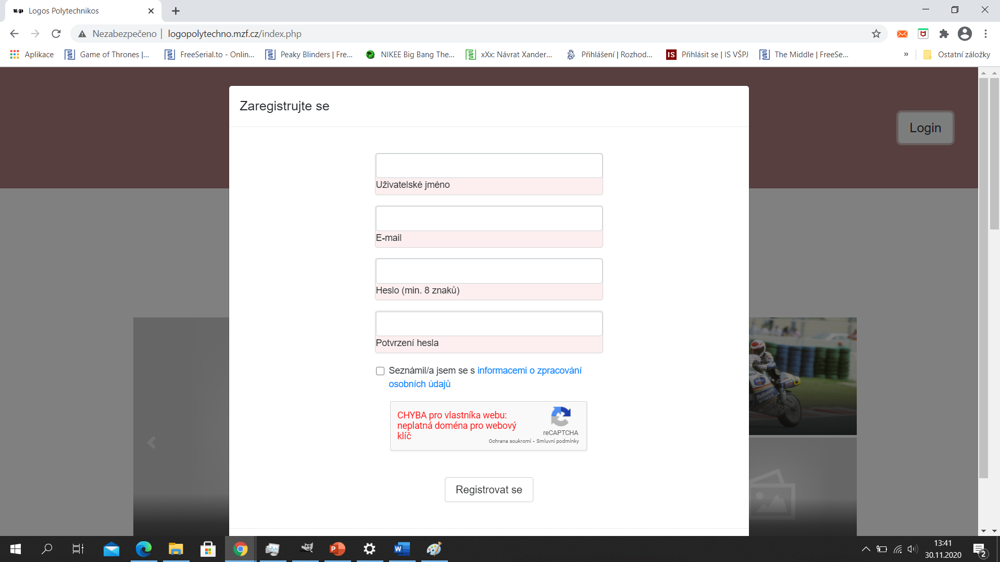 Logos Polytechnikos
Nezabezpečeno | logopolytechno.mzf.cz/index.php
Aplikace Game of Thrones |... FreeSerial.to - Onlin... Peaky Blinders | Fre... NIKEE Big Bang The... xXx: Návrat Xander... Přihlášení | Rozhod... IS Přihlásit se | IS VŠPJ The Middle | FreeSe... » Ostatní záložky
Zaregistrujte se
Login
Uživatelské jméno
E-mail
Heslo (min. 8 znaků)
Potvrzení hesla
Seznámil/a jsem se s informacemi o zpracování
osobních údajů
CHYBA pro vlastníka webu:
neplatná doména pro webový
klíč
reCAPTCHA
Ochrana soukromí - Smluvní podmínky
Registrovat se
13:41
30.11.2020
2